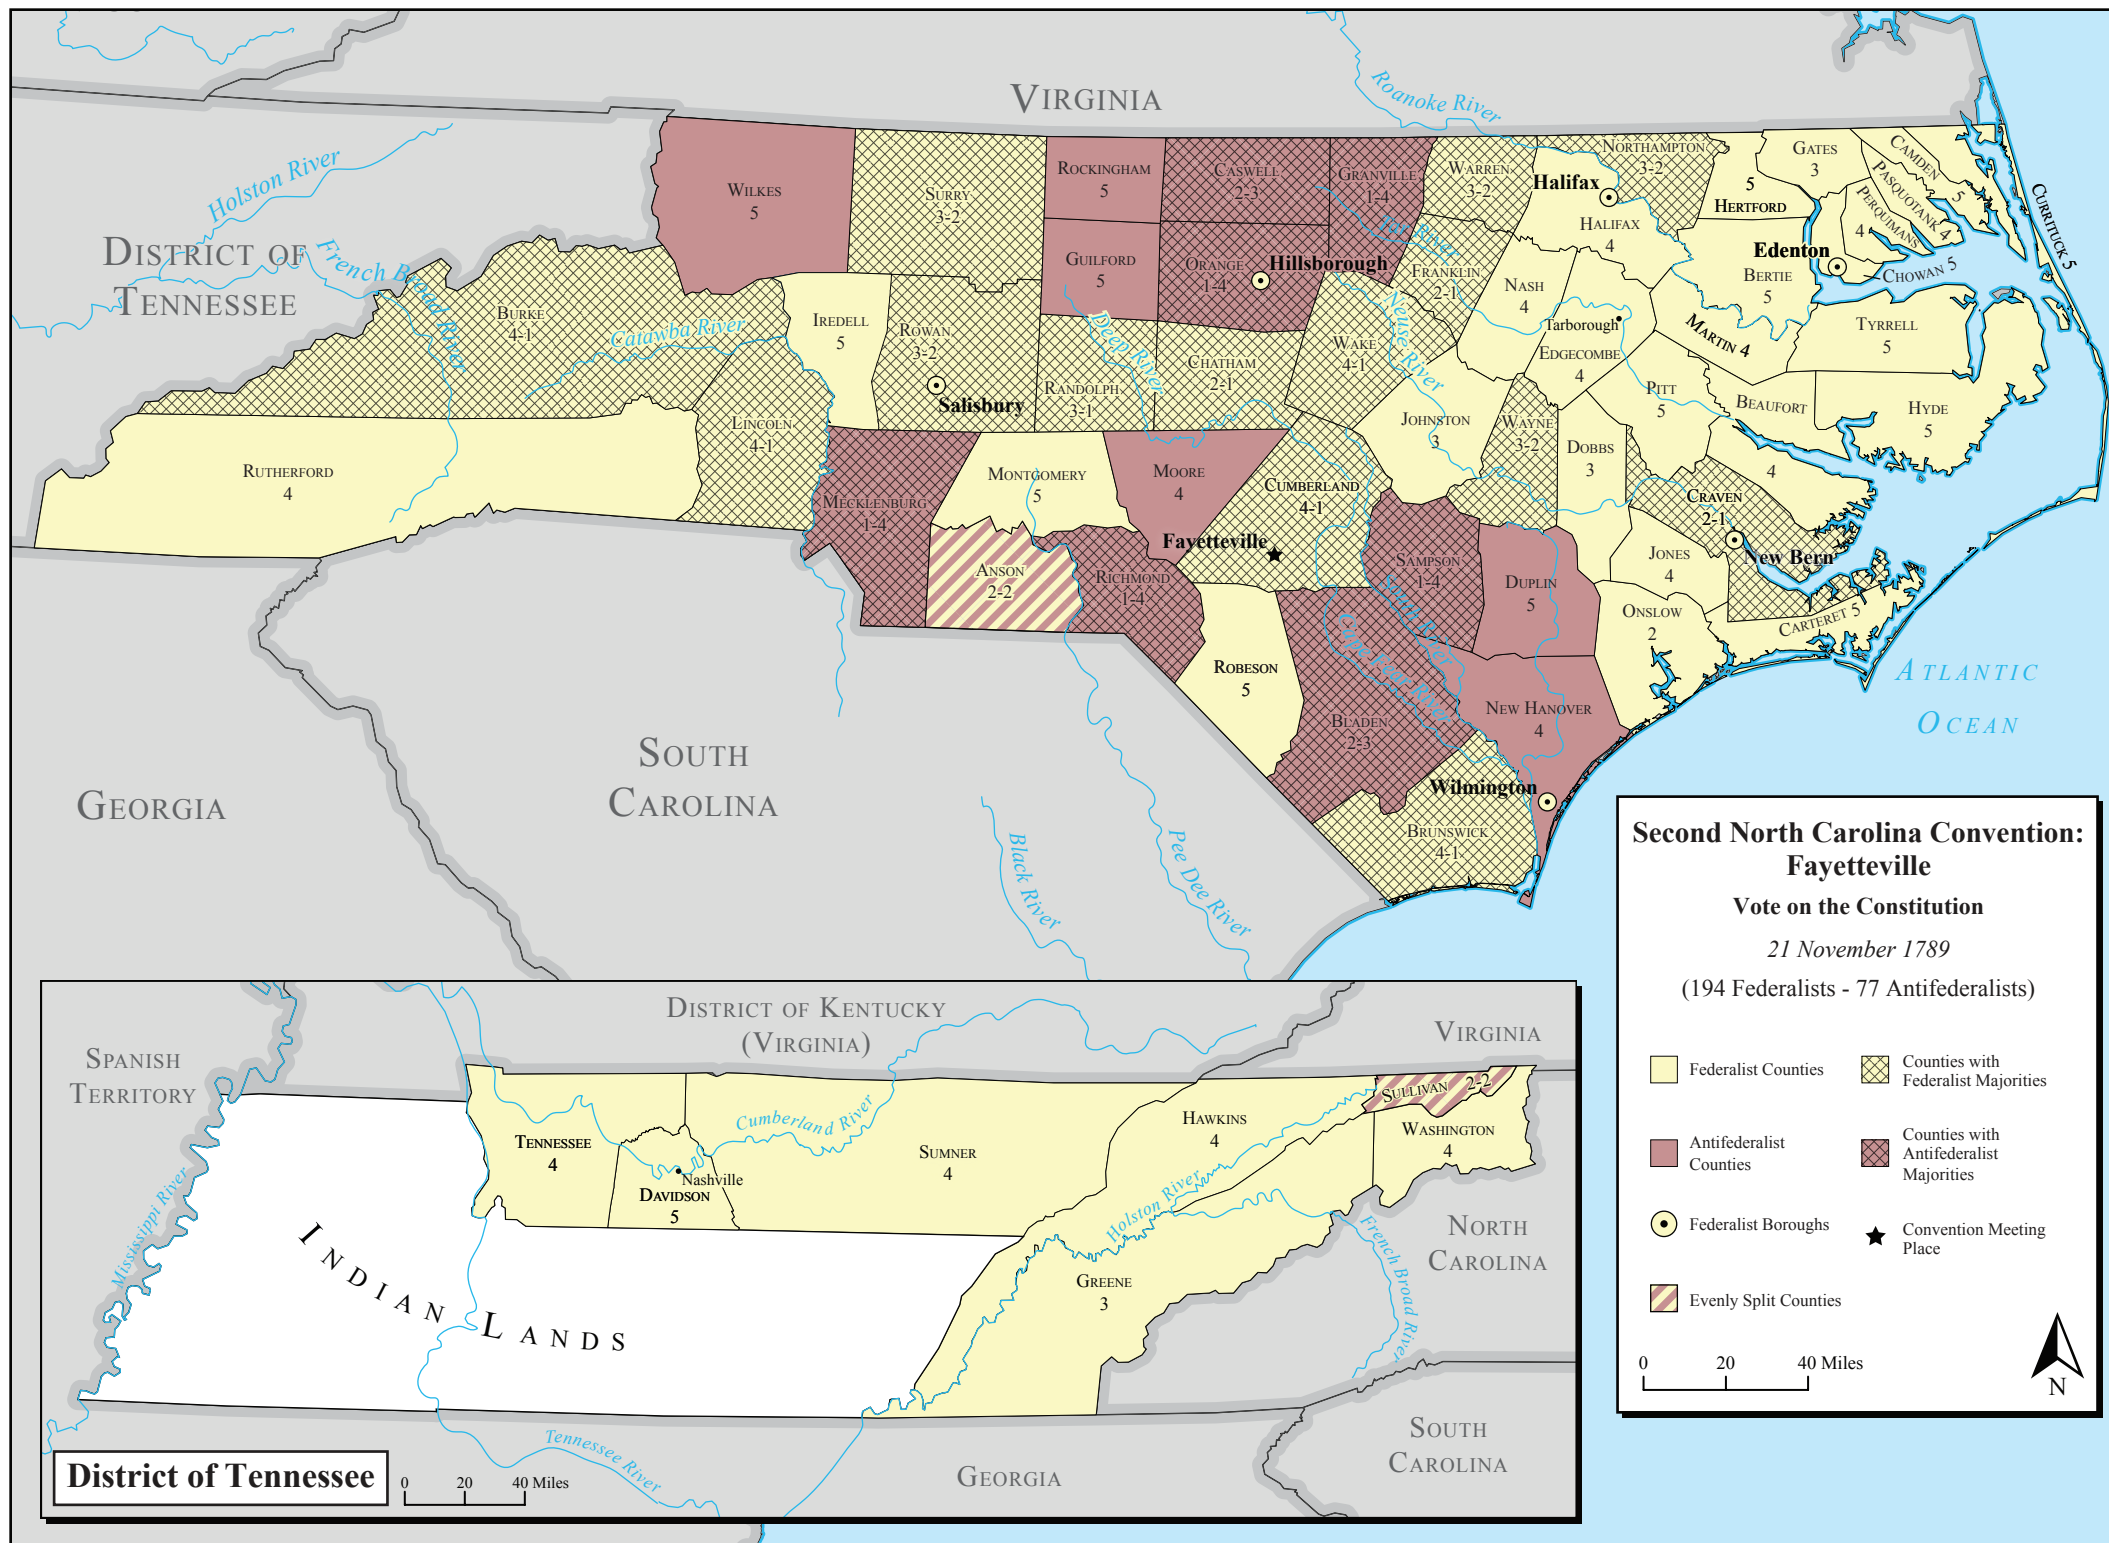 VIRGINIA
Roanoke River
Holston River
DISTRICT OF
TENNESSEE
French Broad River
WILKES
5
SURRY
3-2
ROCKINGHAM
5
CASWELL
2-3
GRANVILLE
1-4
WARREN
3-2
NORTHAMPTON
3-2
Halifax
HALIFAX
4
5
HERTFORD
GATES
3
CAMDEN
5
PASQUOTANK 4
PERQUIMANS
4
CURRITUCK 5
Edenton
CHOWAN 5
BERTIE
5
GUILFORD
5
ORANGE
1-4
Hillsborough
Tar River
FRANKLIN
2-1
NASH
4
Tarborough
EDGECOMBE
4
MARTIN 4
TYRRELL
5
BURKE
4-1
Catawba River
IREDELL
5
ROWAN
3-2
Salisbury
Deep River
RANDOLPH
3-1
CHATHAM
2-1
WAKE
4-1
Neuse River
JOHNSTON
3
WAYNE
3-2
DOBBS
3
PITT
5
BEAUFORT
4
HYDE
5
RUTHERFORD
4
LINCOLN
4-1
MECKLENBURG
1-4
MONTGOMERY
5
MOORE
4
CUMBERLAND
4-1
Fayetteville
CRAVEN
2-1
New Bern
ANSON
2-2
RICHMOND
1-4
SAMPSON
1-4
DUPLIN
5
JONES
4
ONSLOW
2
CARTERET 5
South River
Cape Fear River
ROBESON
5
BLADEN
2-3
NEW HANOVER
4
Wilmington
BRUNSWICK
4-1
ATLANTIC
OCEAN
GEORGIA
SOUTH
CAROLINA
Black River
Pee Dee River
Second North Carolina Convention:
Fayetteville
Vote on the Constitution
21 November 1789
(194 Federalists - 77 Antifederalists)
Federalist Counties
Counties with
Federalist Majorities
Antifederalist
Counties
Counties with
Antifederalist
Majorities
Federalist Boroughs
Convention Meeting
Place
Evenly Split Counties
0 20 40 Miles
N
SPANISH
TERRITORY
DISTRICT OF KENTUCKY
(VIRGINIA)
VIRGINIA
Mississippi River
TENNESSEE
4
Nashville
DAVIDSON
5
Cumberland River
SUMNER
4
HAWKINS
4
SULLIVAN 2-2
WASHINGTON
4
Holston River
GREENE
3
French Broad River
NORTH
CAROLINA
INDIAN LANDS
Tennessee River
GEORGIA
SOUTH
CAROLINA
District of Tennessee
0 20 40 Miles